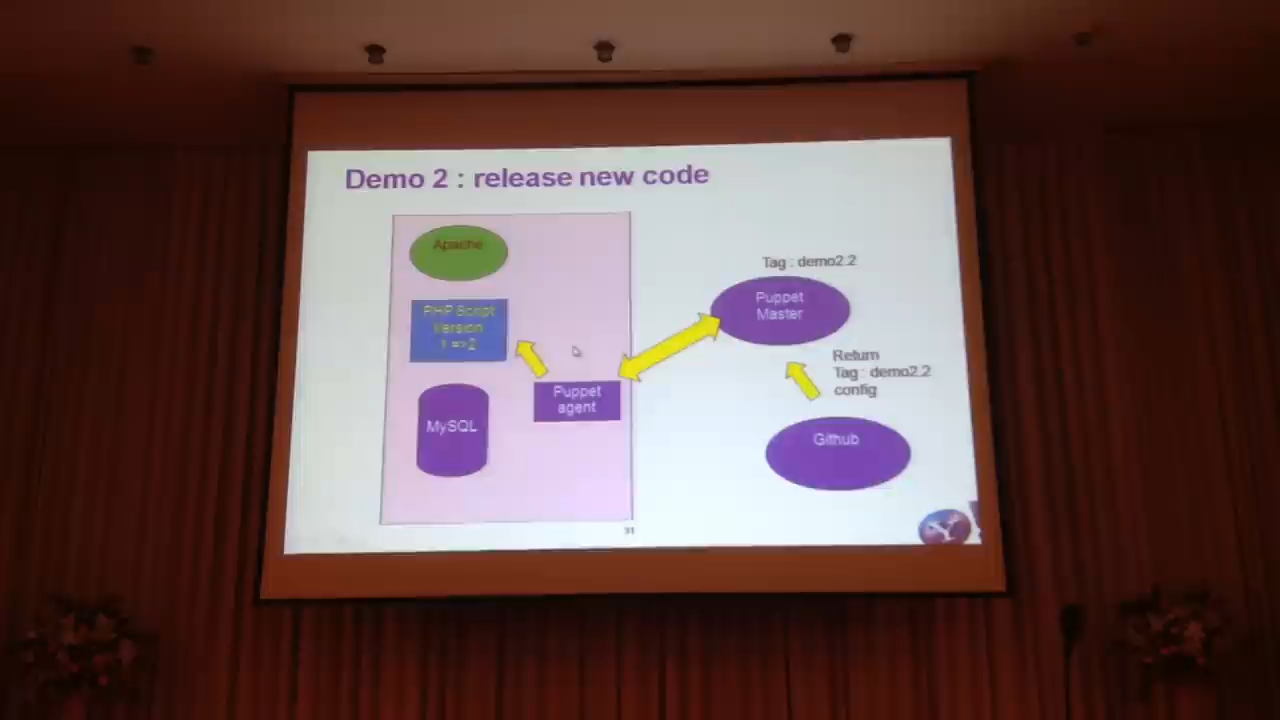 Demo 2 : release new code
Apache
PHP Script
Version
1 =>2
MySQL
Puppet
agent
Tag : demo2.2
Puppet
Master
Return
Tag : demo2.2
config
Github
31
Y